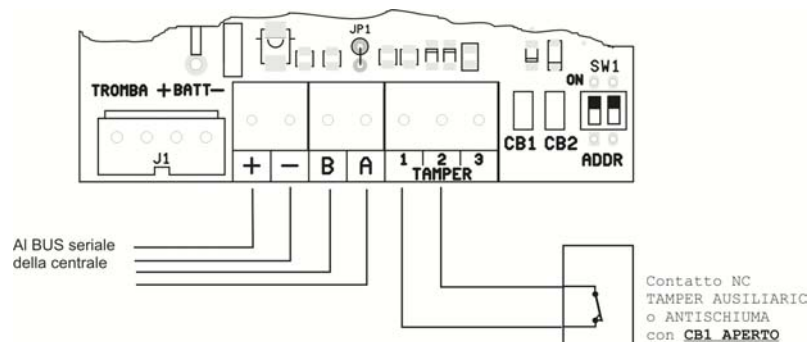 JP1
SW1
ON
TROMBA +BATT-
CB1 CB2
ADDR
J1
+ - B A 1 2 3
TAMPER
Al BUS seriale
della centrale
Contatto NC
TAMPER AUSILIARIO
o ANTISCHIUMA
con CB1 APERTO